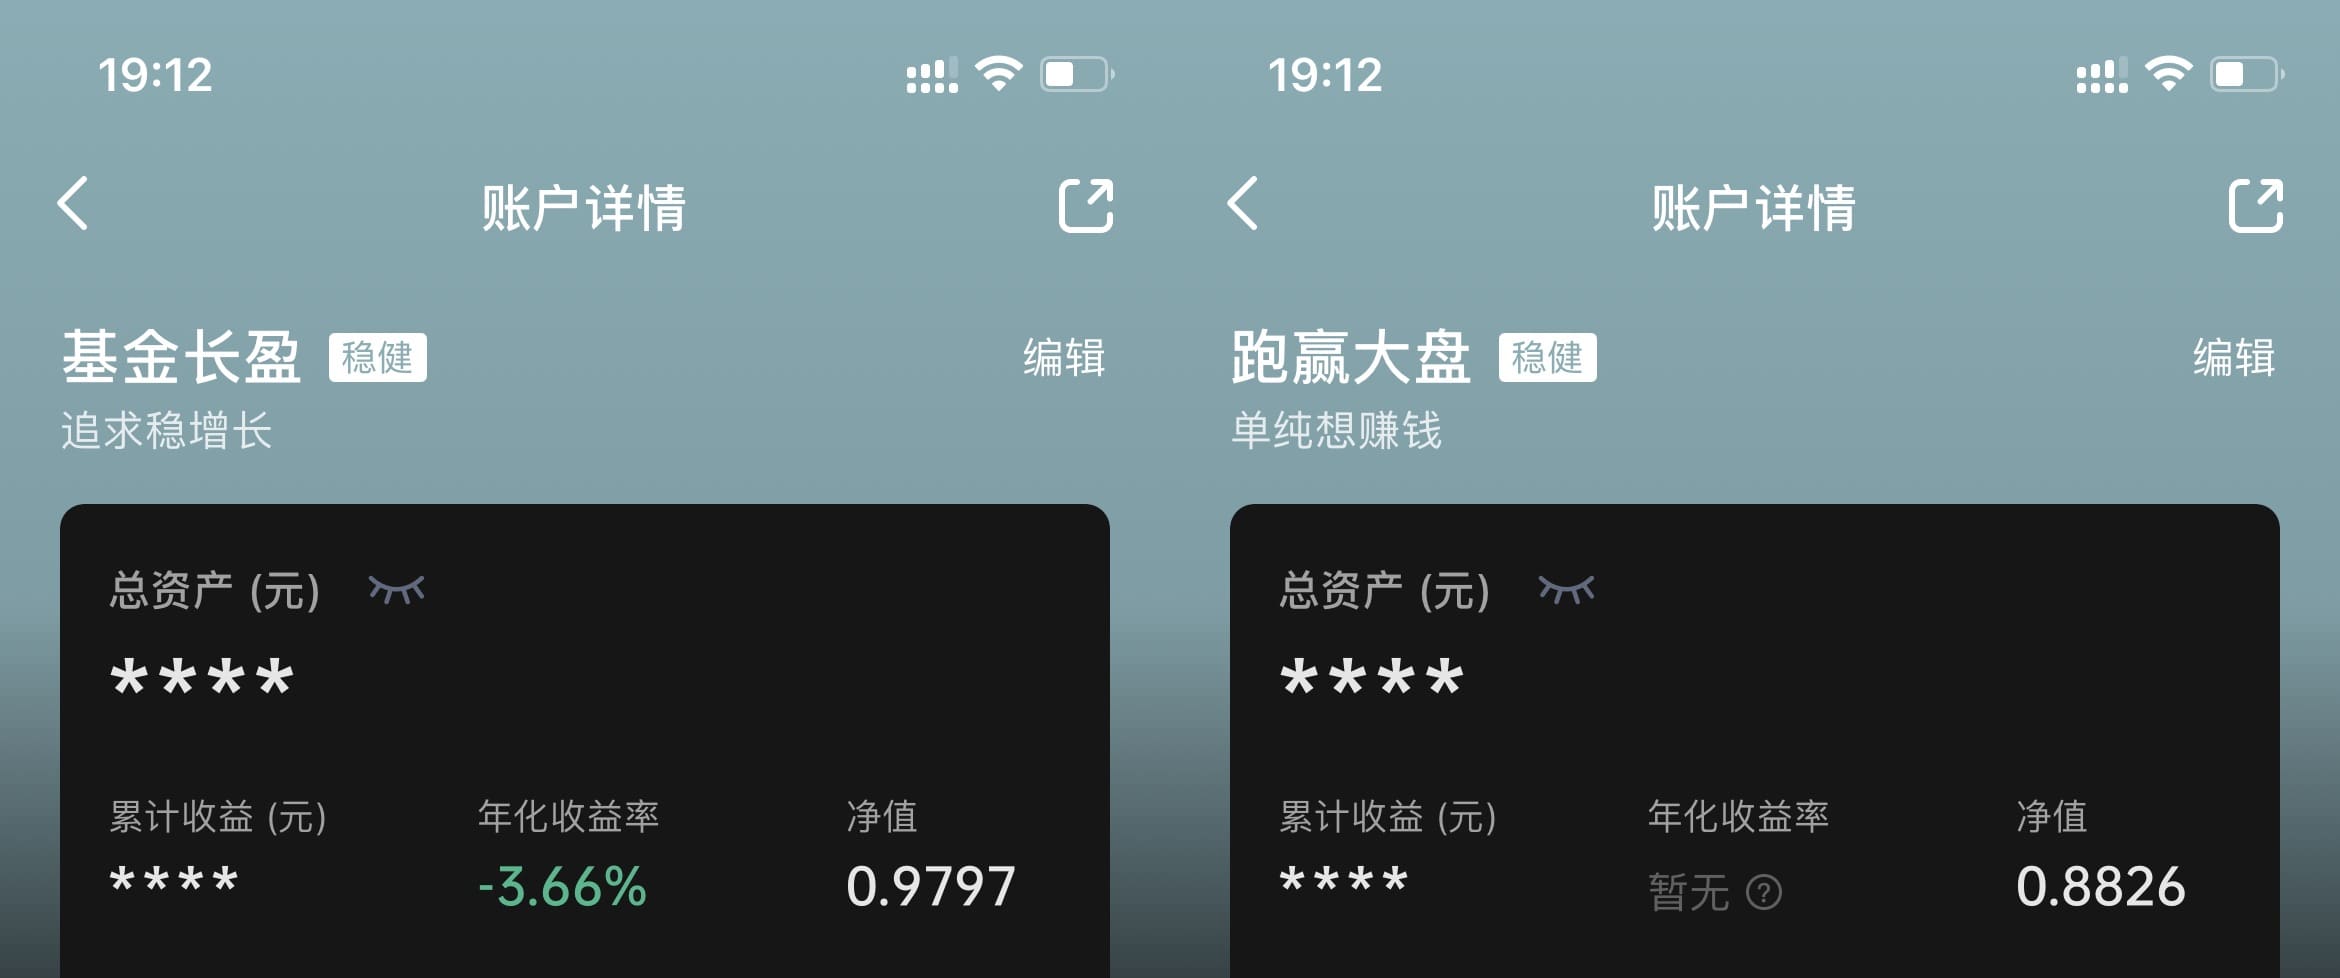 19:12
账户详情
基金长盈 稳健 编辑
追求稳增长
总资产 (元)
****
累计收益 (元) 年化收益率 净值
**** -3.66% 0.9797
19:12
账户详情
跑赢大盘 稳健 编辑
单纯想赚钱
总资产 (元)
****
累计收益 (元) 年化收益率 净值
**** 暂无 ? 0.8826